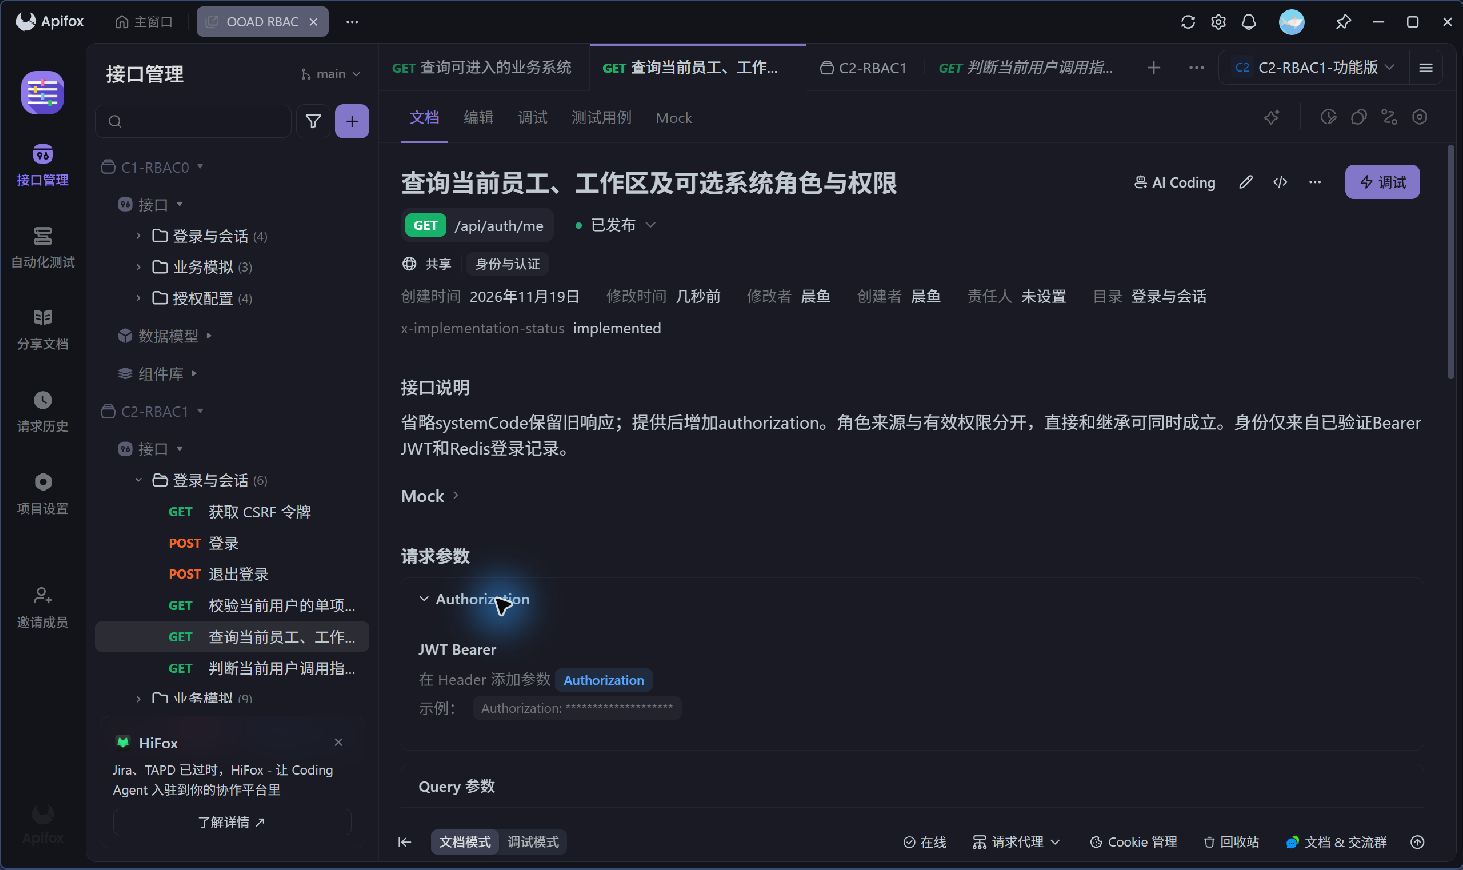 Apifox
主窗口
OOAD RBAC
接口管理
main
GET 查询可进入的业务系统
GET 查询当前员工、工作...
C2-RBAC1
GET 判断当前用户调用指...
C2 C2-RBAC1-功能版
文档
编辑
调试
测试用例
Mock
接口管理
自动化测试
分享文档
请求历史
项目设置
邀请成员
Apifox
C1-RBAC0
接口
登录与会话 (4)
业务模拟 (3)
授权配置 (4)
数据模型
组件库
C2-RBAC1
接口
登录与会话 (6)
GET 获取 CSRF 令牌
POST 登录
POST 退出登录
GET 校验当前用户的单项...
GET 查询当前员工、工作...
GET 判断当前用户调用指...
业务模拟 (9)
HiFox
Jira、TAPD 已过时，HiFox - 让 Coding
Agent 入驻到你的协作平台里
了解详情 ↗
查询当前员工、工作区及可选系统角色与权限
AI Coding
调试
GET /api/auth/me
已发布
共享
身份与认证
创建时间 2026年11月19日 修改时间 几秒前 修改者 晨鱼 创建者 晨鱼 责任人 未设置 目录 登录与会话
x-implementation-status implemented
接口说明
省略systemCode保留旧响应；提供后增加authorization。角色来源与有效权限分开，直接和继承可同时成立。身份仅来自已验证Bearer
JWT和Redis登录记录。
Mock
请求参数
Authorization
JWT Bearer
在 Header 添加参数 Authorization
示例： Authorization: ********************
Query 参数
文档模式
调试模式
在线
请求代理
Cookie 管理
回收站
文档 & 交流群